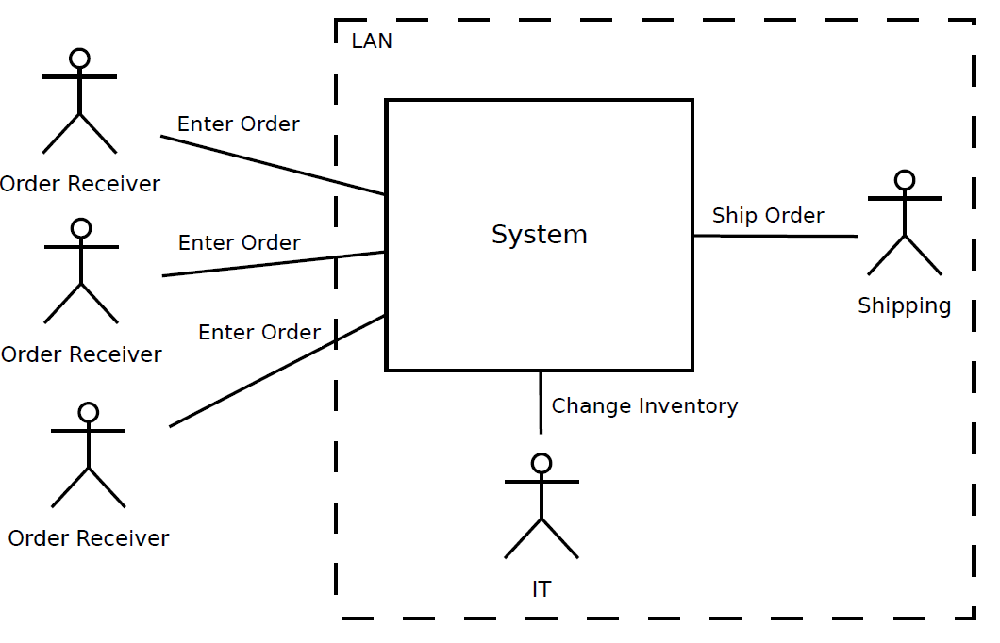 LAN
Enter Order
Order Receiver
Enter Order
System
Ship Order
Shipping
Order Receiver
Enter Order
Change Inventory
Order Receiver
IT